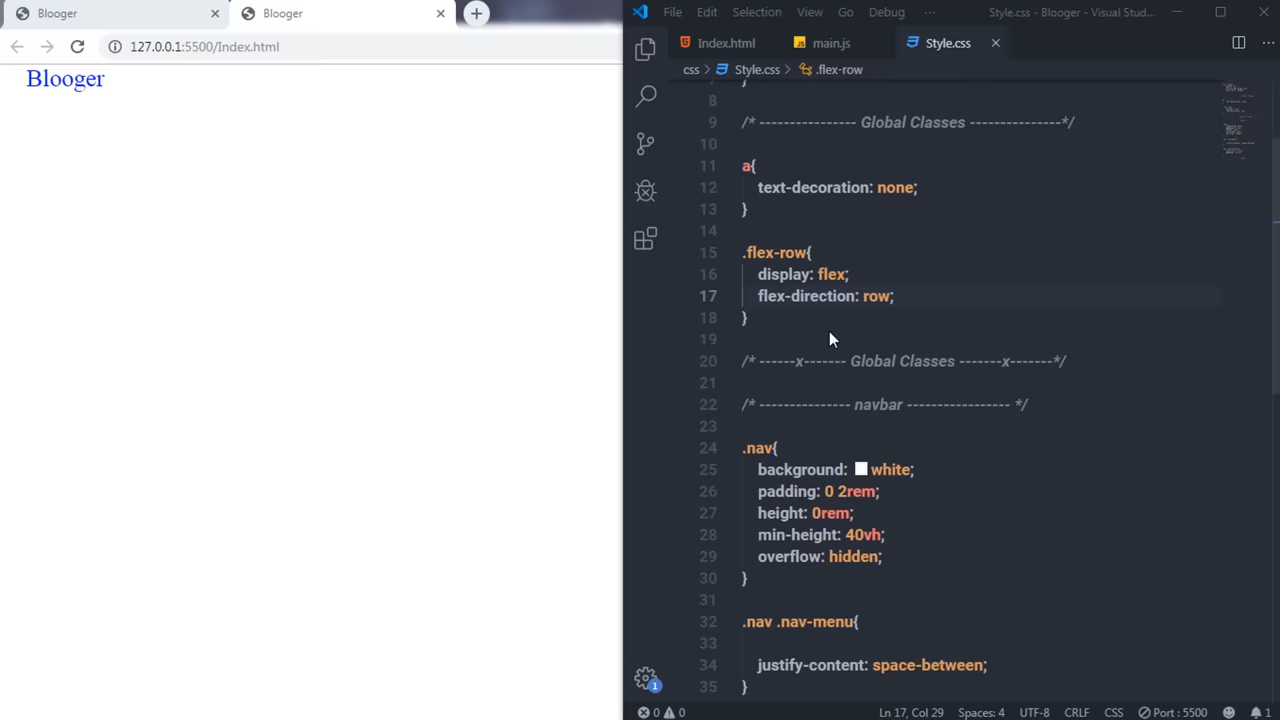 Blooger
Blooger
127.0.0.1:5500/Index.html
Blooger
File Edit Selection View Go Debug ··· Style.css - Blooger - Visual Stud...
Index.html main.js Style.css
css > Style.css > .flex-row
8
9 /* ---------------- Global Classes ---------------*/
10
11 a{
12 text-decoration: none;
13 }
14
15 .flex-row{
16 display: flex;
17 flex-direction: row;
18 }
19
20 /* ------x------- Global Classes -------x-------*/
21
22 /* --------------- navbar ----------------- */
23
24 .nav{
25 background: white;
26 padding: 0 2rem;
27 height: 0rem;
28 min-height: 40vh;
29 overflow: hidden;
30 }
31
32 .nav .nav-menu{
33
34 justify-content: space-between;
35 }
1
0 0 Ln 17, Col 29 Spaces: 4 UTF-8 CRLF CSS Port : 5500 1